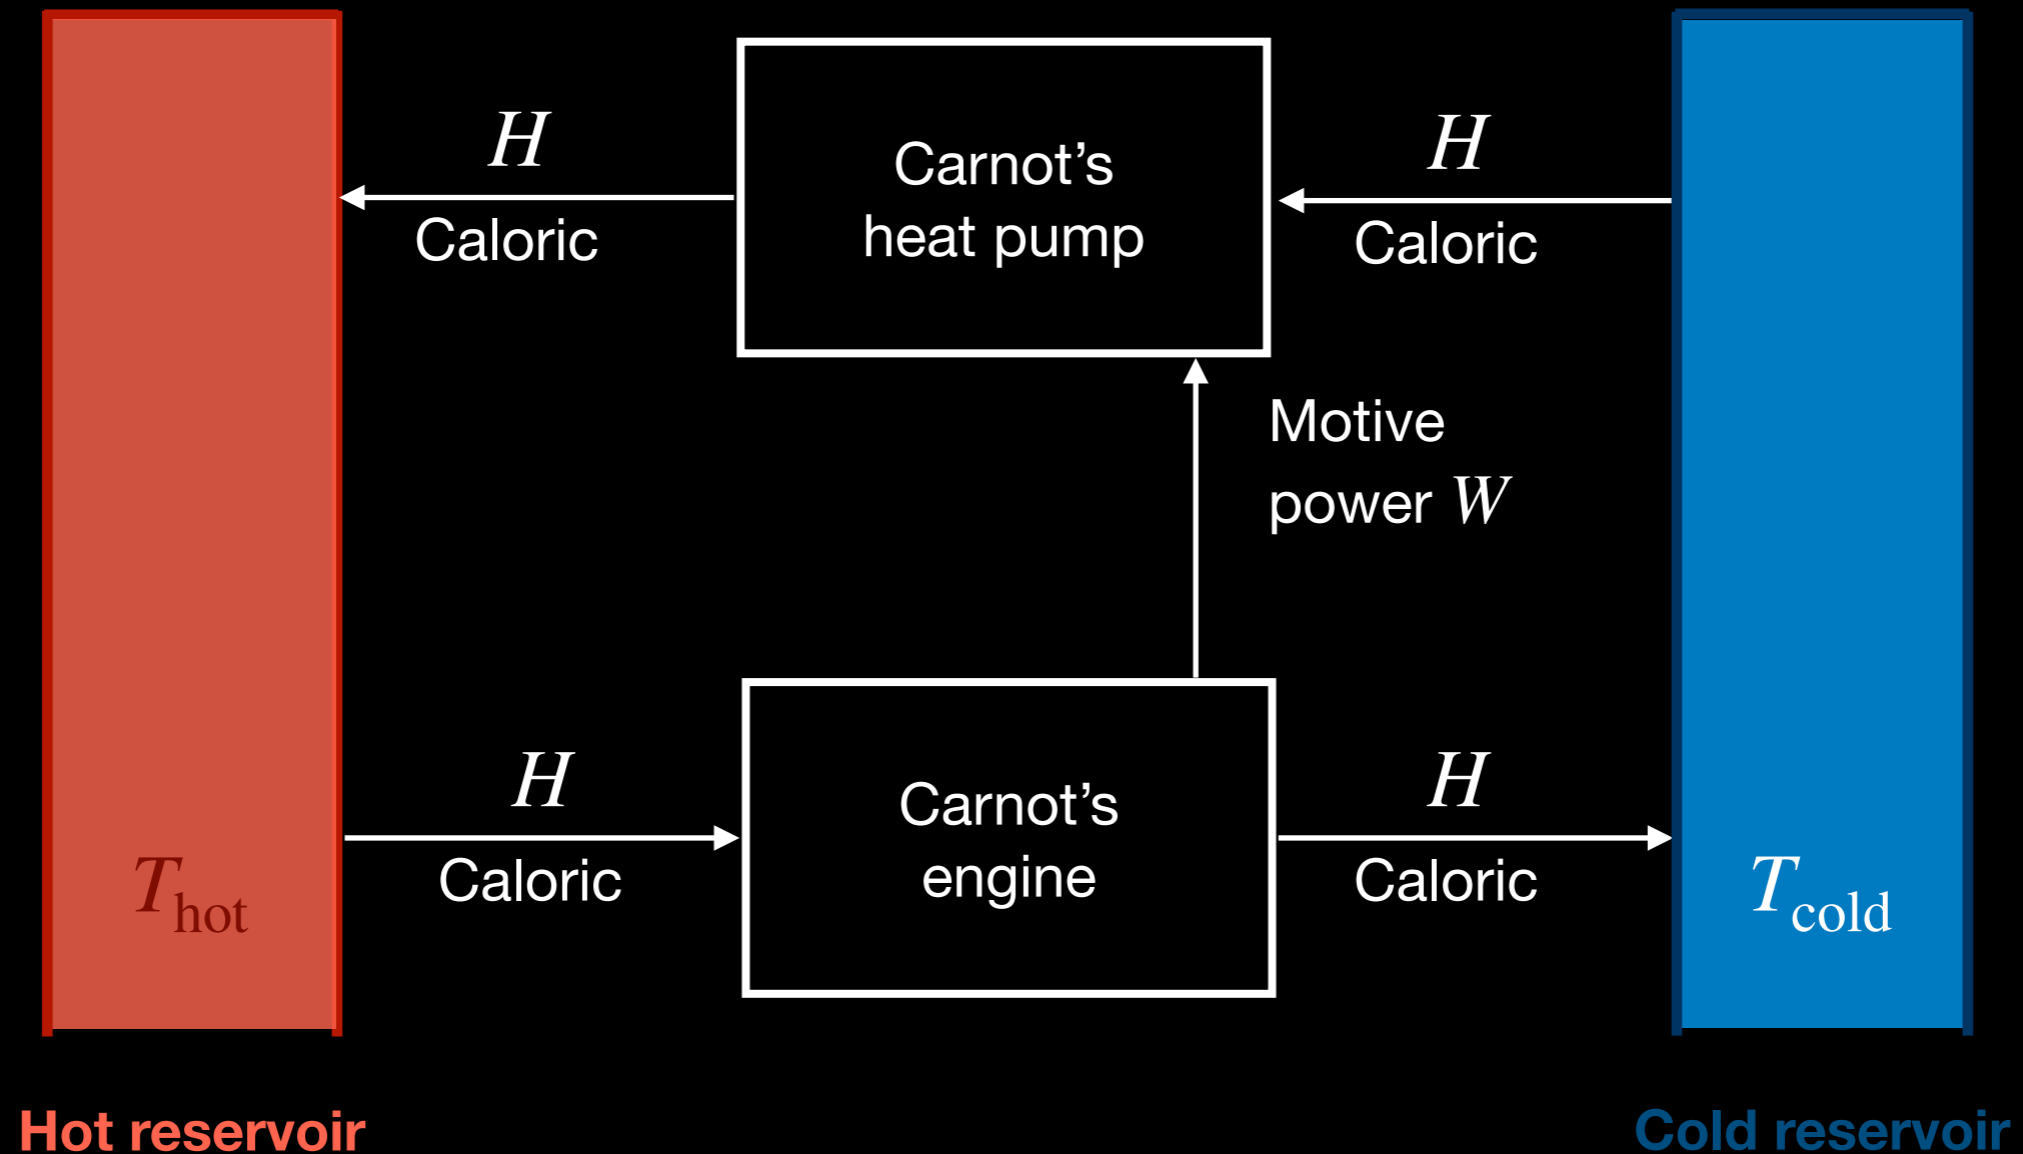 H
Caloric
Carnot’s
heat pump
H
Caloric
Motive
power W
H
Caloric
Carnot’s
engine
H
Caloric
T_hot
T_cold
Hot reservoir
Cold reservoir